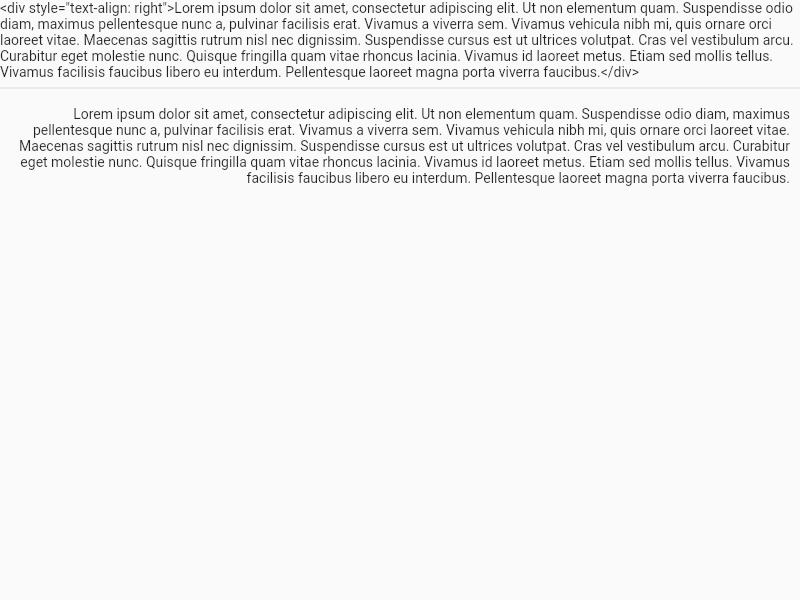 <div style="text-align: right">Lorem ipsum dolor sit amet, consectetur adipiscing elit. Ut non elementum quam. Suspendisse odio
diam, maximus pellentesque nunc a, pulvinar facilisis erat. Vivamus a viverra sem. Vivamus vehicula nibh mi, quis ornare orci
laoreet vitae. Maecenas sagittis rutrum nisl nec dignissim. Suspendisse cursus est ut ultrices volutpat. Cras vel vestibulum arcu.
Curabitur eget molestie nunc. Quisque fringilla quam vitae rhoncus lacinia. Vivamus id laoreet metus. Etiam sed mollis tellus.
Vivamus facilisis faucibus libero eu interdum. Pellentesque laoreet magna porta viverra faucibus.</div>
Lorem ipsum dolor sit amet, consectetur adipiscing elit. Ut non elementum quam. Suspendisse odio diam, maximus
pellentesque nunc a, pulvinar facilisis erat. Vivamus a viverra sem. Vivamus vehicula nibh mi, quis ornare orci laoreet vitae.
Maecenas sagittis rutrum nisl nec dignissim. Suspendisse cursus est ut ultrices volutpat. Cras vel vestibulum arcu. Curabitur
eget molestie nunc. Quisque fringilla quam vitae rhoncus lacinia. Vivamus id laoreet metus. Etiam sed mollis tellus. Vivamus
facilisis faucibus libero eu interdum. Pellentesque laoreet magna porta viverra faucibus.